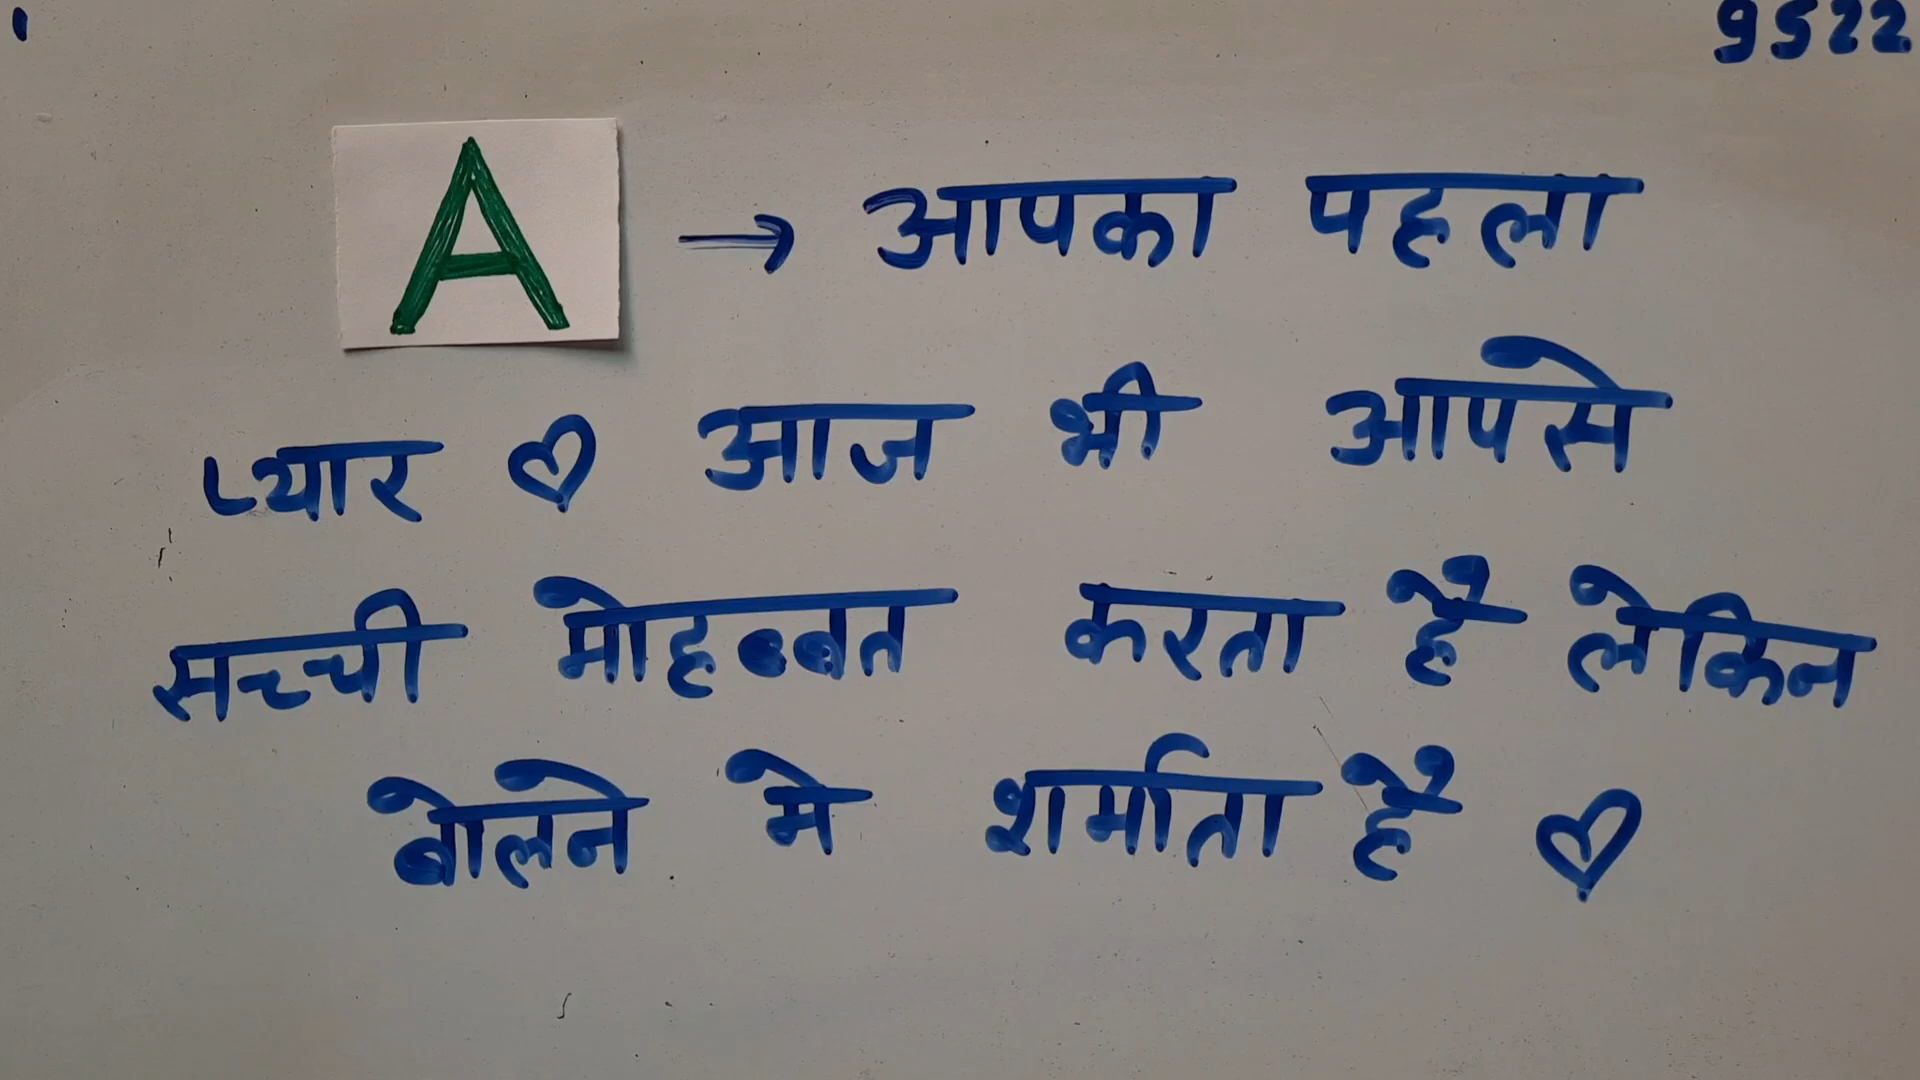 9522
A → आपका पहला
प्यार ♡ आज भी आपसे
सच्ची मोहब्बत करता है लेकिन
बोलने मे शर्माता है ♡